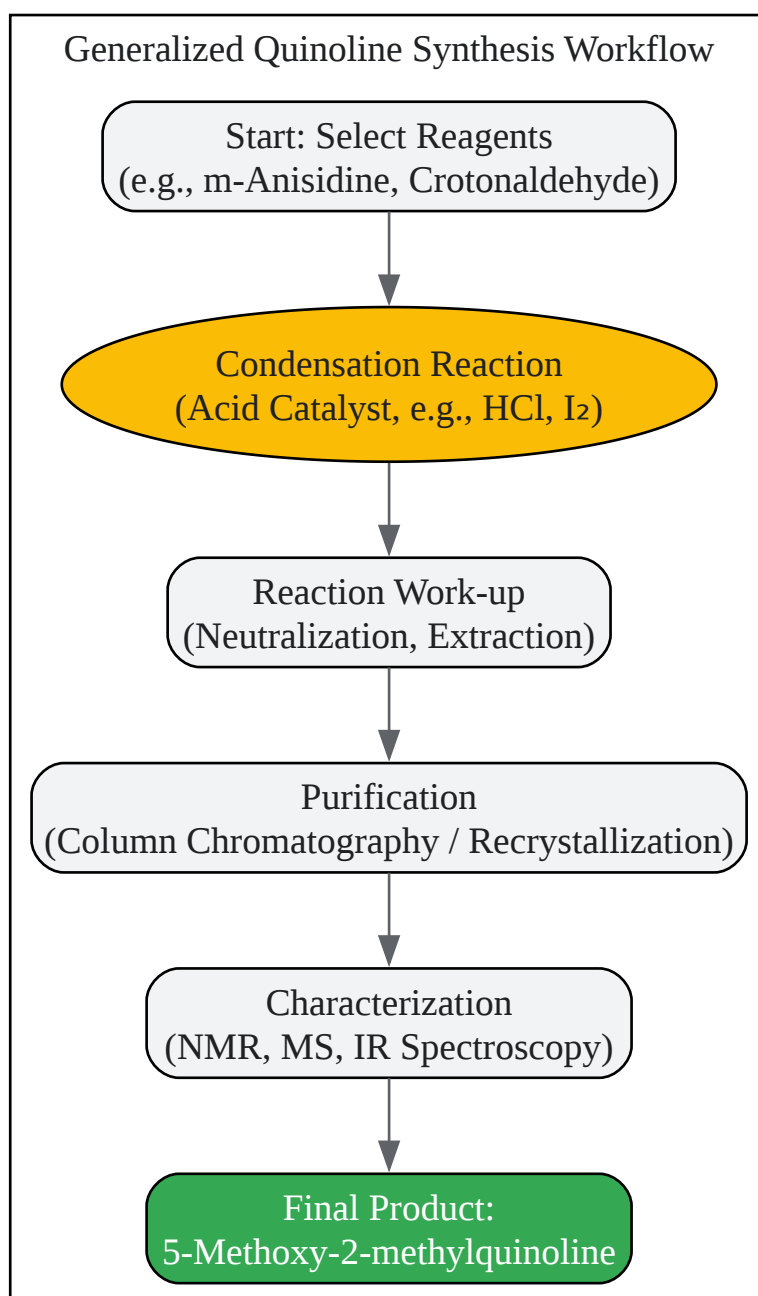 Generalized Quinoline Synthesis Workflow
Start: Select Reagents
(e.g., m-Anisidine, Crotonaldehyde)
Condensation Reaction
(Acid Catalyst, e.g., HCl, I₂)
Reaction Work-up
(Neutralization, Extraction)
Purification
(Column Chromatography / Recrystallization)
Characterization
(NMR, MS, IR Spectroscopy)
Final Product:
5-Methoxy-2-methylquinoline